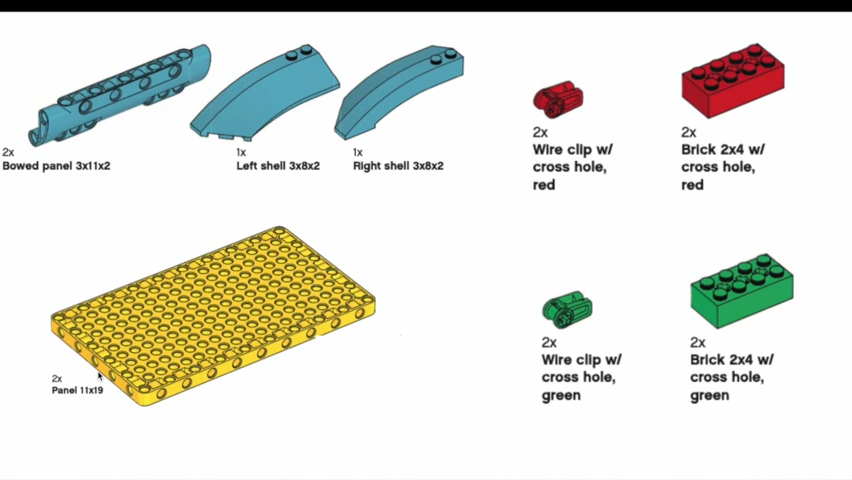 2x
Bowed panel 3x11x2
1x
Left shell 3x8x2
1x
Right shell 3x8x2
2x
Wire clip w/
cross hole,
red
2x
Brick 2x4 w/
cross hole,
red
2x
Panel 11x19
2x
Wire clip w/
cross hole,
green
2x
Brick 2x4 w/
cross hole,
green